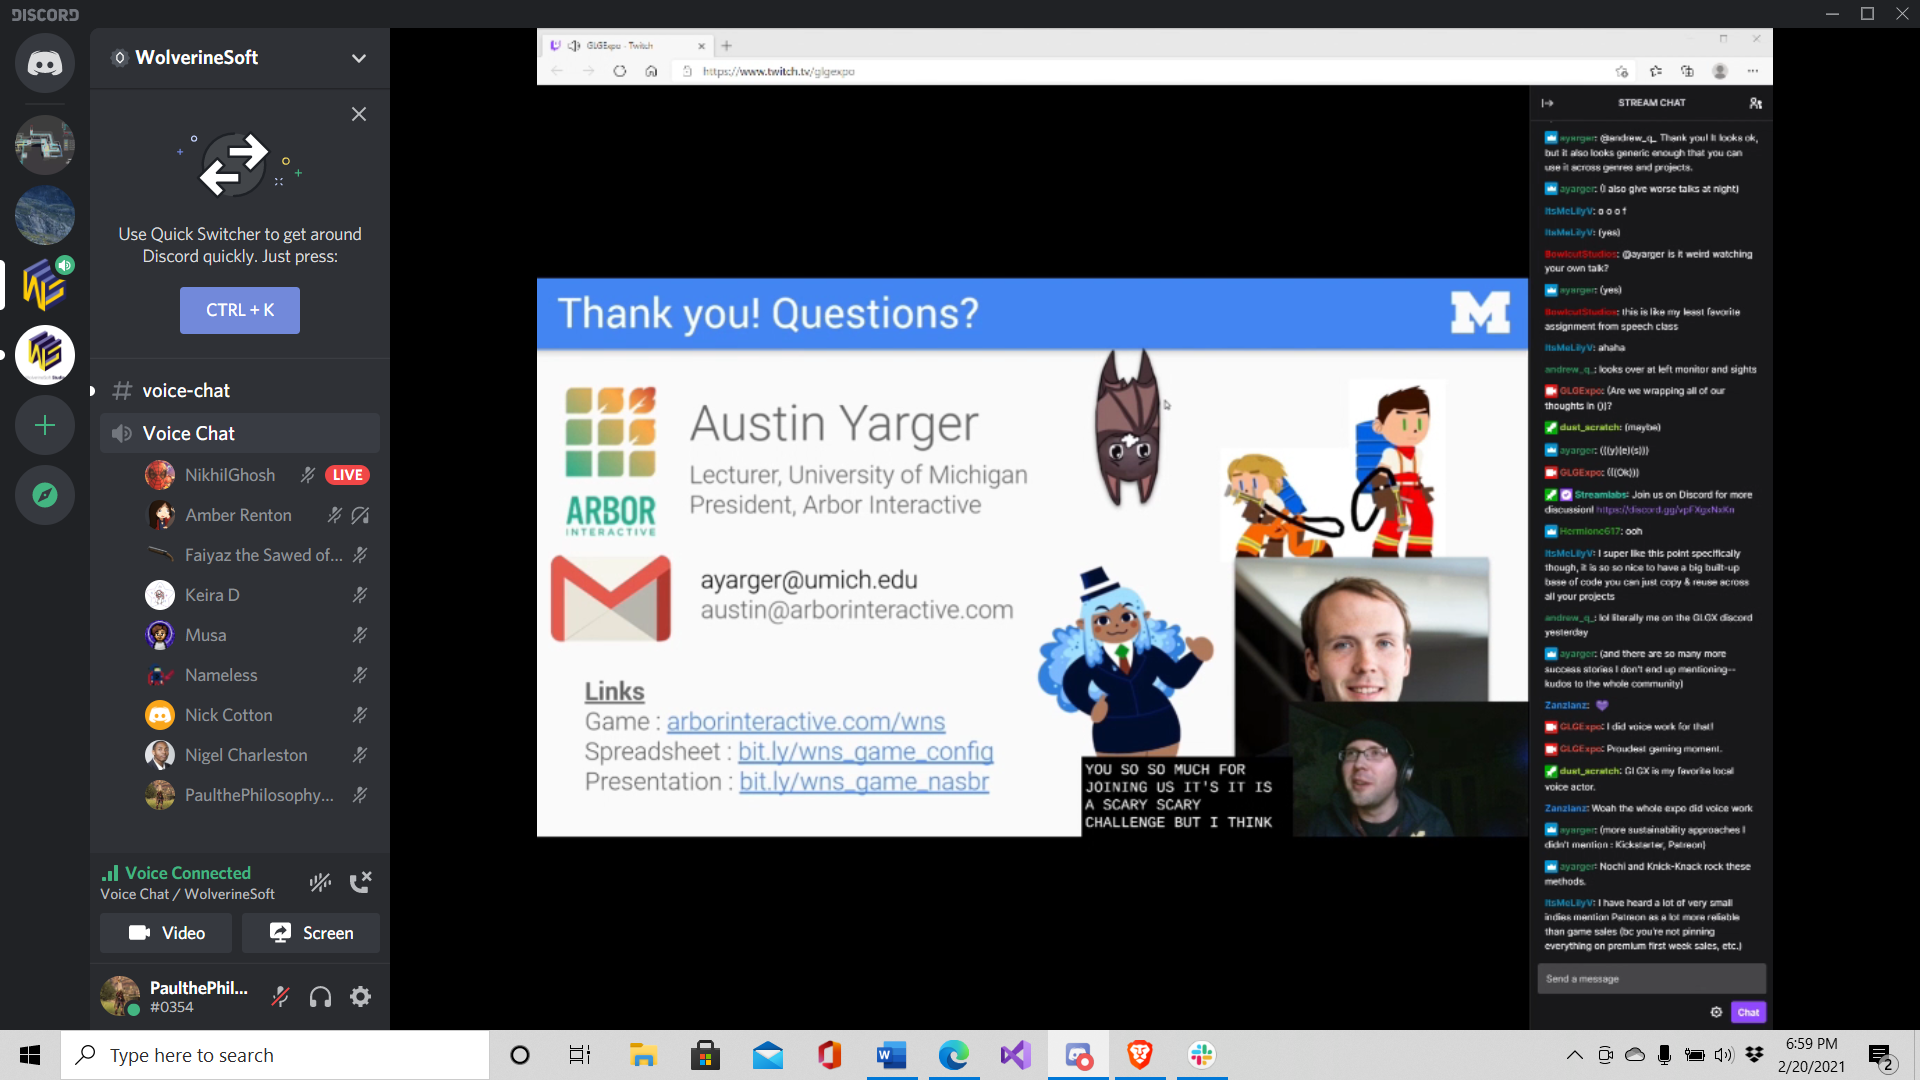 DISCORD
WolverineSoft
Use Quick Switcher to get around
Discord quickly. Just press:
CTRL + K
voice-chat
Voice Chat
NikhilGhosh
LIVE
Amber Renton
Faiyaz the Sawed of...
Keira D
Musa
Nameless
Nick Cotton
Nigel Charleston
PaulthePhilosophy...
Voice Connected
Voice Chat / WolverineSoft
Video
Screen
PaulthePhil...
#0354
GLGExpo - Twitch
https://www.twitch.tv/glgexpo
Thank you! Questions?
M
ARBOR
INTERACTIVE
Austin Yarger
Lecturer, University of Michigan
President, Arbor Interactive
ayarger@umich.edu
austin@arborinteractive.com
Links
Game : arborinteractive.com/wns
Spreadsheet : bit.ly/wns_game_config
Presentation : bit.ly/wns_game_nasbr
YOU SO SO MUCH FOR
JOINING US IT'S IT IS
A SCARY SCARY
CHALLENGE BUT I THINK
STREAM CHAT
ayarger: @andrew_q_ Thank you! It looks ok,
but it also looks generic enough that you can
use it across genres and projects.
ayarger: (I also give worse talks at night)
ItsMeLilyV: o o o f
ItsMeLilyV: (yes)
BowlcutStudios: @ayarger is it weird watching
your own talk?
ayarger: (yes)
BowlcutStudios: this is like my least favorite
assignment from speech class
ItsMeLilyV: ahaha
andrew_q_: looks over at left monitor and sights
GLGExpo: (Are we wrapping all of our
thoughts in ())?
dust_scratch: (maybe)
ayarger: (((y)(e)(s)))
GLGExpo: (((Ok)))
Streamlabs: Join us on Discord for more
discussion! https://discord.gg/vpFXgxNxKn
Hermione617: ooh
ItsMeLilyV: I super like this point specifically
though, it is so so nice to have a big built-up
base of code you can just copy & reuse across
all your projects
andrew_q_: lol literally me on the GLGX discord
yesterday
ayarger: (and there are so many more
success stories I don't end up mentioning--
kudos to the whole community)
Zanzlanz:
GLGExpo: I did voice work for that!
GLGExpo: Proudest gaming moment.
dust_scratch: GLGX is my favorite local
voice actor.
Zanzlanz: Woah the whole expo did voice work
ayarger: (more sustainability approaches I
didn't mention : Kickstarter, Patreon)
ayarger: Nochi and Knick-Knack rock these
methods.
ItsMeLilyV: I have heard a lot of very small
indies mention Patreon as a lot more reliable
than game sales (bc you're not pinning
everything on premium first week sales, etc.)
Send a message
Chat
Type here to search
6:59 PM
2/20/2021
2